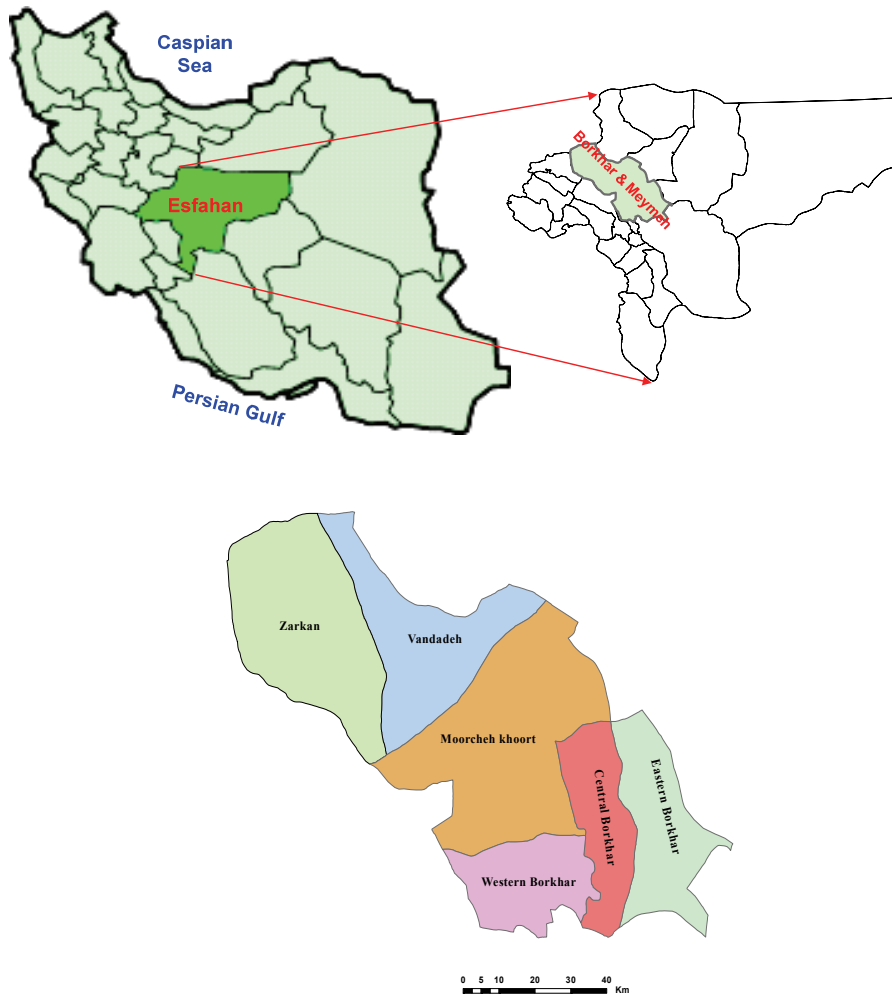 Caspian
Sea
Esfahan
Persian Gulf
Borkhar & Meymeh
Zarkan
Vandadeh
Moorcheh khoort
Central Borkhar
Eastern Borkhar
Western Borkhar
0 5 10 20 30 40
Km